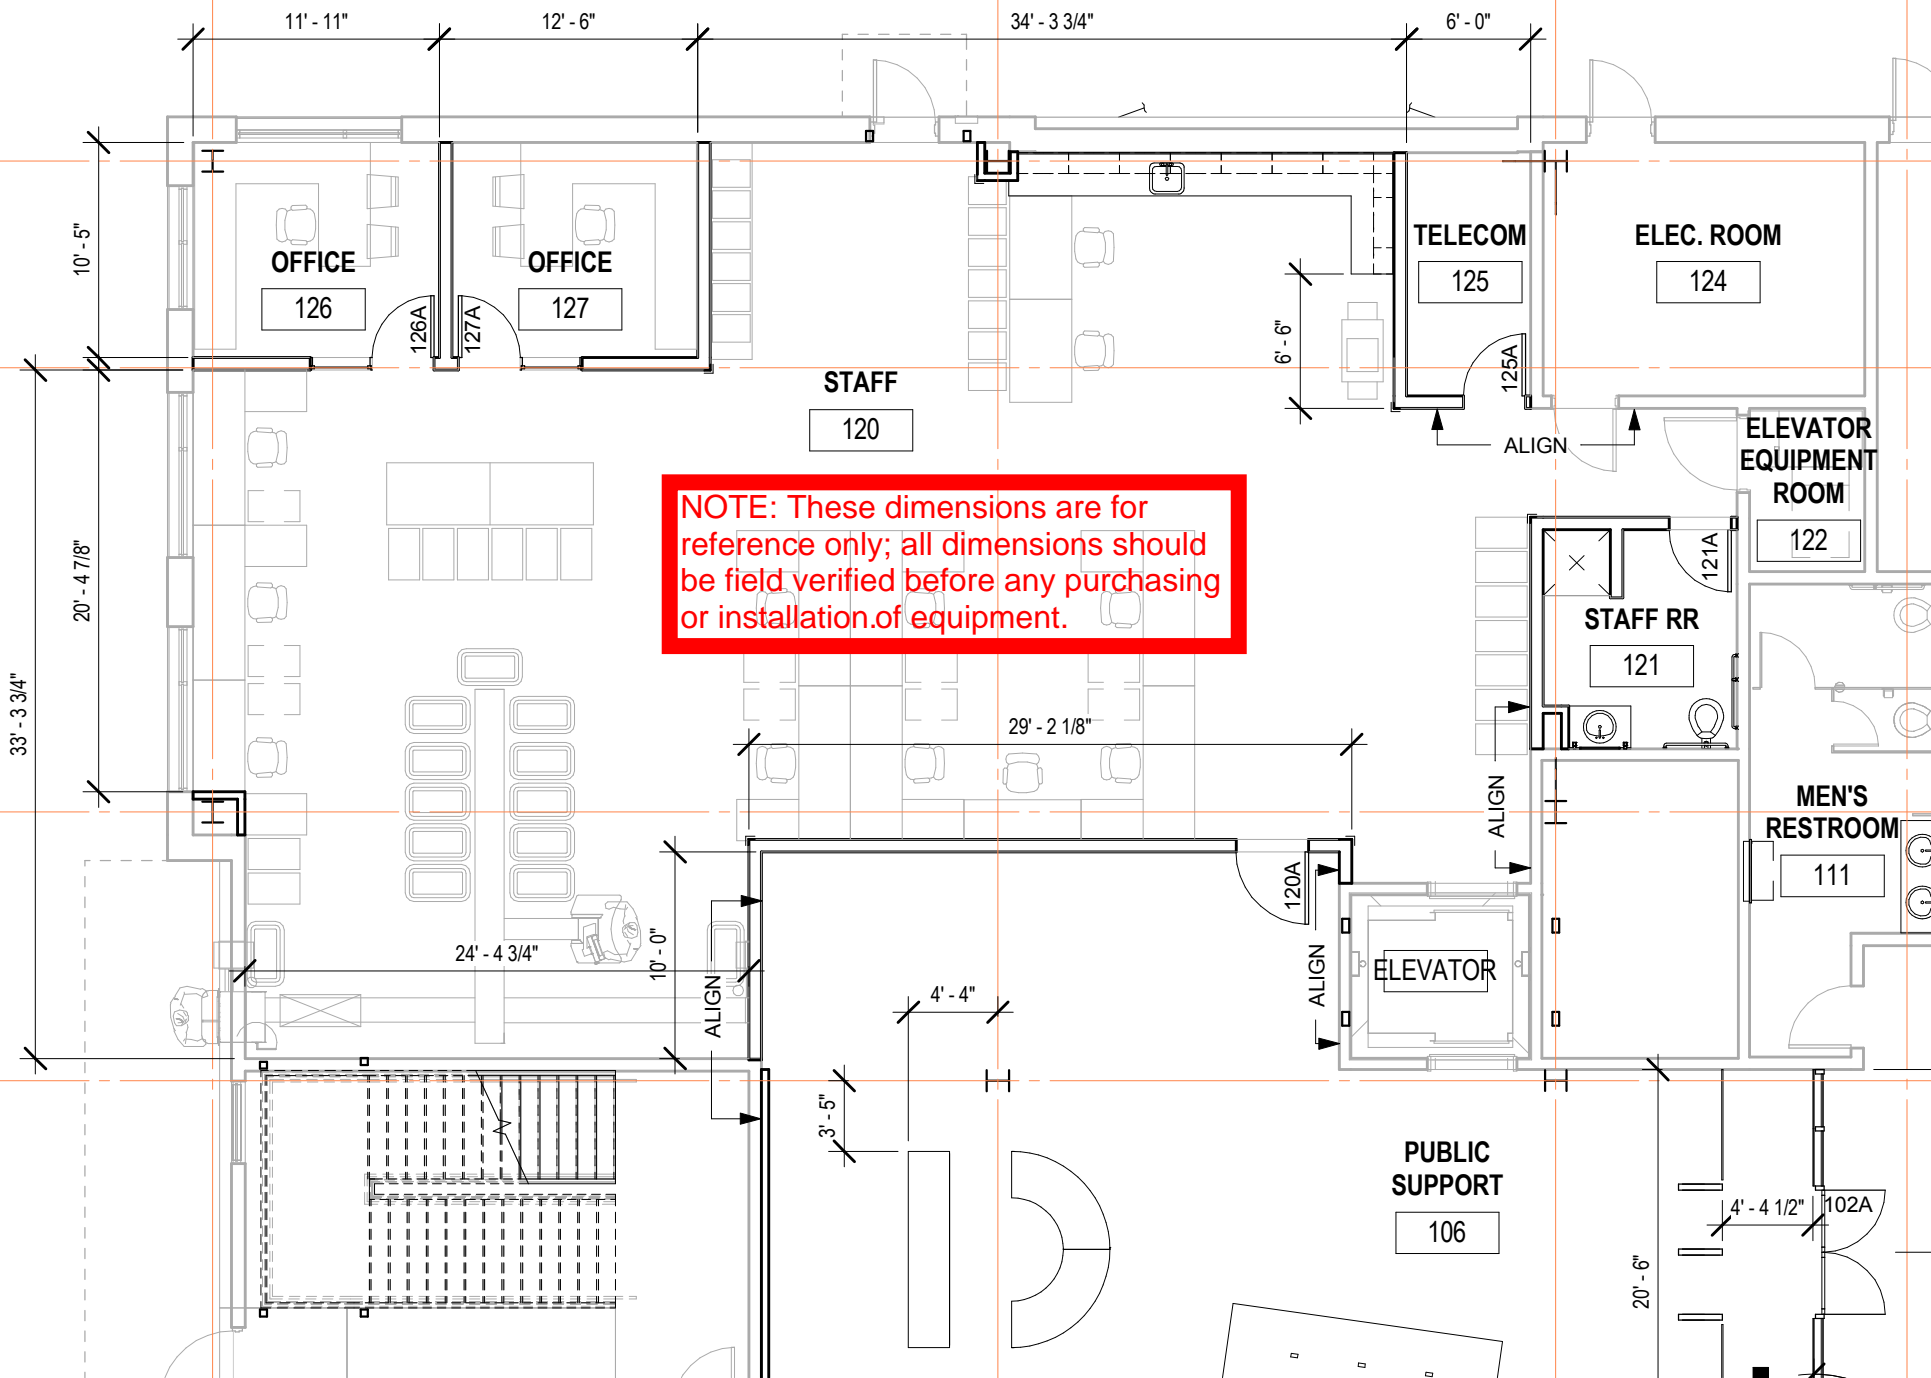 11' - 11"
12' - 6"
34' - 3 3/4"
6' - 0"
10' - 5"
OFFICE
126
126A
127A
OFFICE
127
STAFF
120
6' - 6"
TELECOM
125
125A
ELEC. ROOM
124
ALIGN
ELEVATOR
EQUIPMENT
ROOM
122
20' - 4 7/8"
33' - 3 3/4"
NOTE: These dimensions are for
reference only; all dimensions should
be field verified before any purchasing
or installation of equipment.
121A
STAFF RR
121
29' - 2 1/8"
ALIGN
MEN'S
RESTROOM
111
120A
24' - 4 3/4"
10' - 0"
ALIGN
4' - 4"
ALIGN
ELEVATOR
3' - 5"
PUBLIC
SUPPORT
106
4' - 4 1/2"
102A
20' - 6"